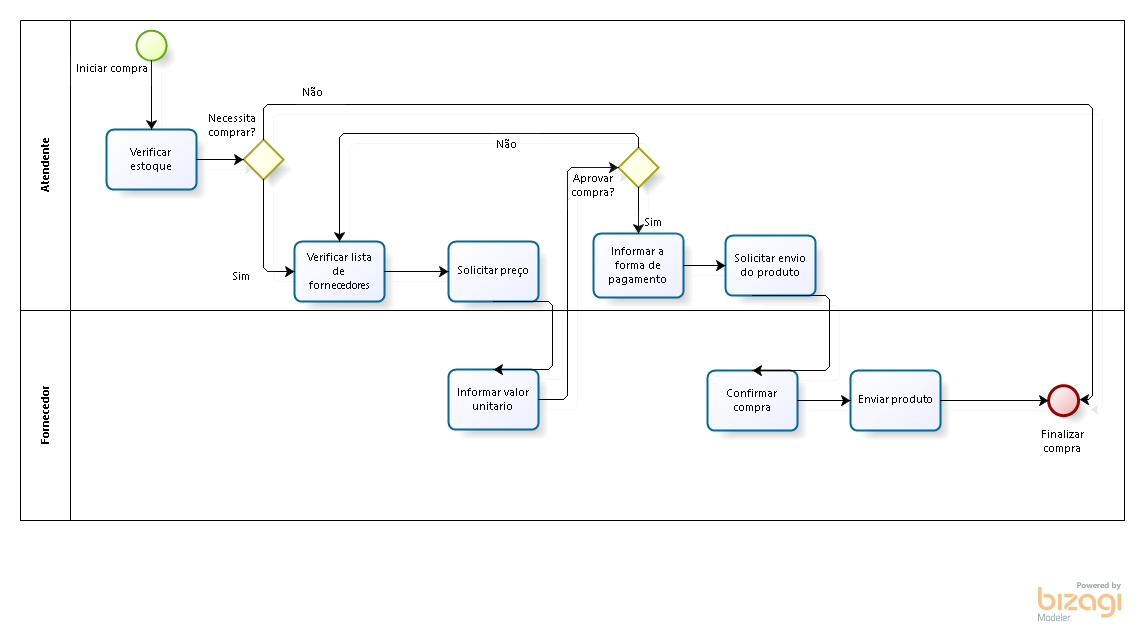 Atendente
Iniciar compra
Verificar
estoque
Necessita
comprar?
Não
Sim
Verificar lista
de
fornecedores
Solicitar preço
Não
Aprovar
compra?
Sim
Informar a
forma de
pagamento
Solicitar envio
do produto
Fornecedor
Informar valor
unitario
Confirmar
compra
Enviar produto
Finalizar
compra
Powered by
bizagi
Modeler